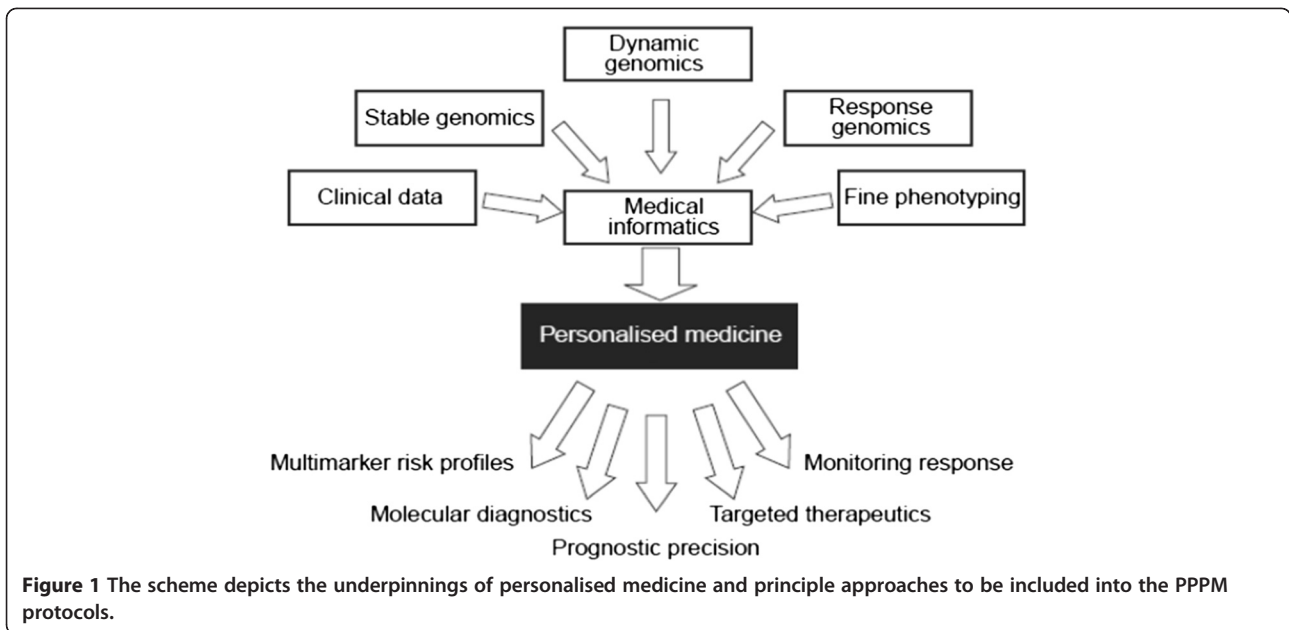 Dynamic
genomics
Stable genomics
Response
genomics
Clinical data
Medical
informatics
Fine phenotyping
Personalised medicine
Multimarker risk profiles
Monitoring response
Molecular diagnostics
Targeted therapeutics
Prognostic precision
Figure 1 The scheme depicts the underpinnings of personalised medicine and principle approaches to be included into the PPPM
protocols.